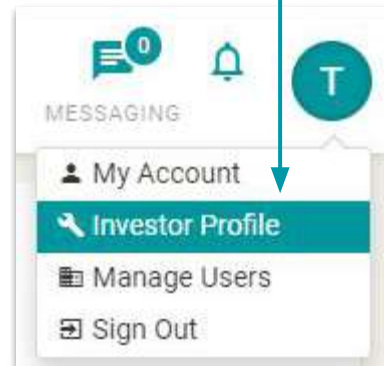 0
MESSAGING
T
My Account
Investor Profile
Manage Users
Sign Out